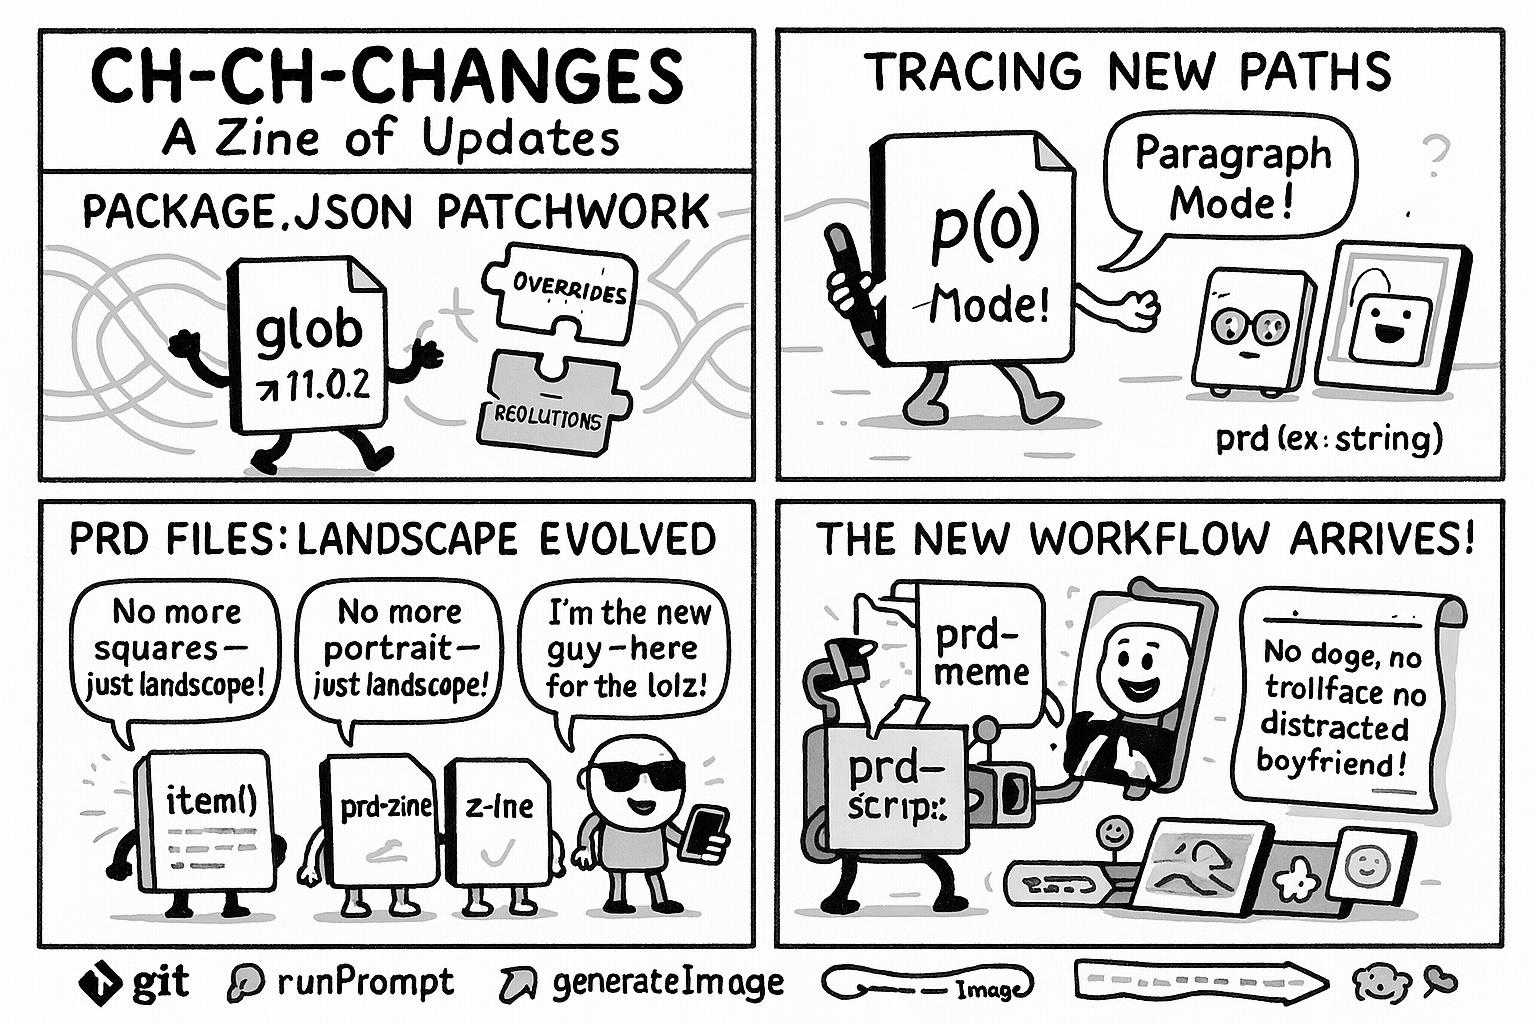 CH-CH-CHANGES
A Zine of Updates
PACKAGE.JSON PATCHWORK
glob
↗11.0.2
OVERRIDES
REOLUTIONS
TRACING NEW PATHS
p(0)
Mode!
Paragraph
Mode!
?
prd (ex: string)
PRD FILES: LANDSCAPE EVOLVED
No more
squares—
just landscope!
No more
portrait—
just landscope!
I'm the new
guy—here
for the lolz!
item()
prd-zine
z-ine
THE NEW WORKFLOW ARRIVES!
prd-
meme
prd-
scrip:
No doge, no
trollface no
distracted
boyfriend!
git
runPrompt
generateImage
Image